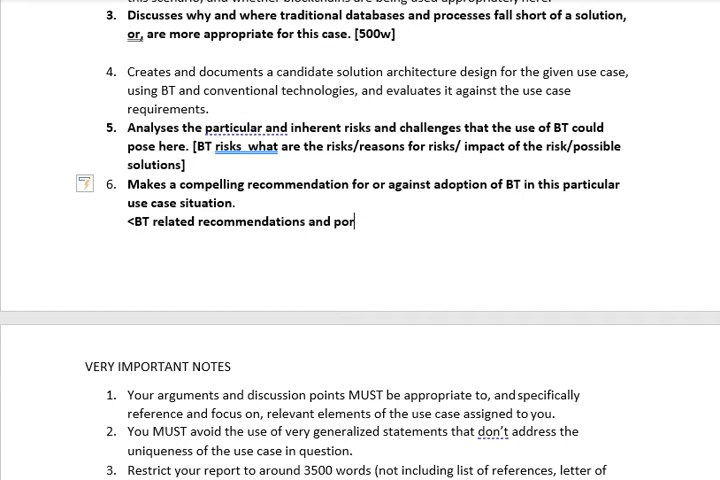 3. Discusses why and where traditional databases and processes fall short of a solution,
or, are more appropriate for this case. [500w]
4. Creates and documents a candidate solution architecture design for the given use case,
using BT and conventional technologies, and evaluates it against the use case
requirements.
5. Analyses the particular and inherent risks and challenges that the use of BT could
pose here. [BT risks what are the risks/reasons for risks/ impact of the risk/possible
solutions]
6. Makes a compelling recommendation for or against adoption of BT in this particular
use case situation.
<BT related recommendations and por
VERY IMPORTANT NOTES
1. Your arguments and discussion points MUST be appropriate to, and specifically
reference and focus on, relevant elements of the use case assigned to you.
2. You MUST avoid the use of very generalized statements that don't address the
uniqueness of the use case in question.
3. Restrict your report to around 3500 words (not including list of references, letter of